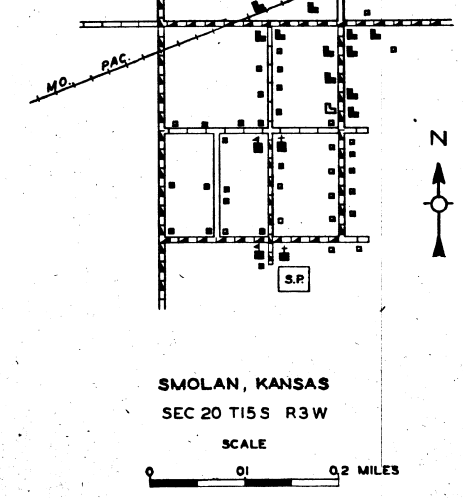 MO. PAC.
N
S.P.
SMOLAN, KANSAS
SEC 20 T15S R3W
SCALE
0 01 0.2 MILES